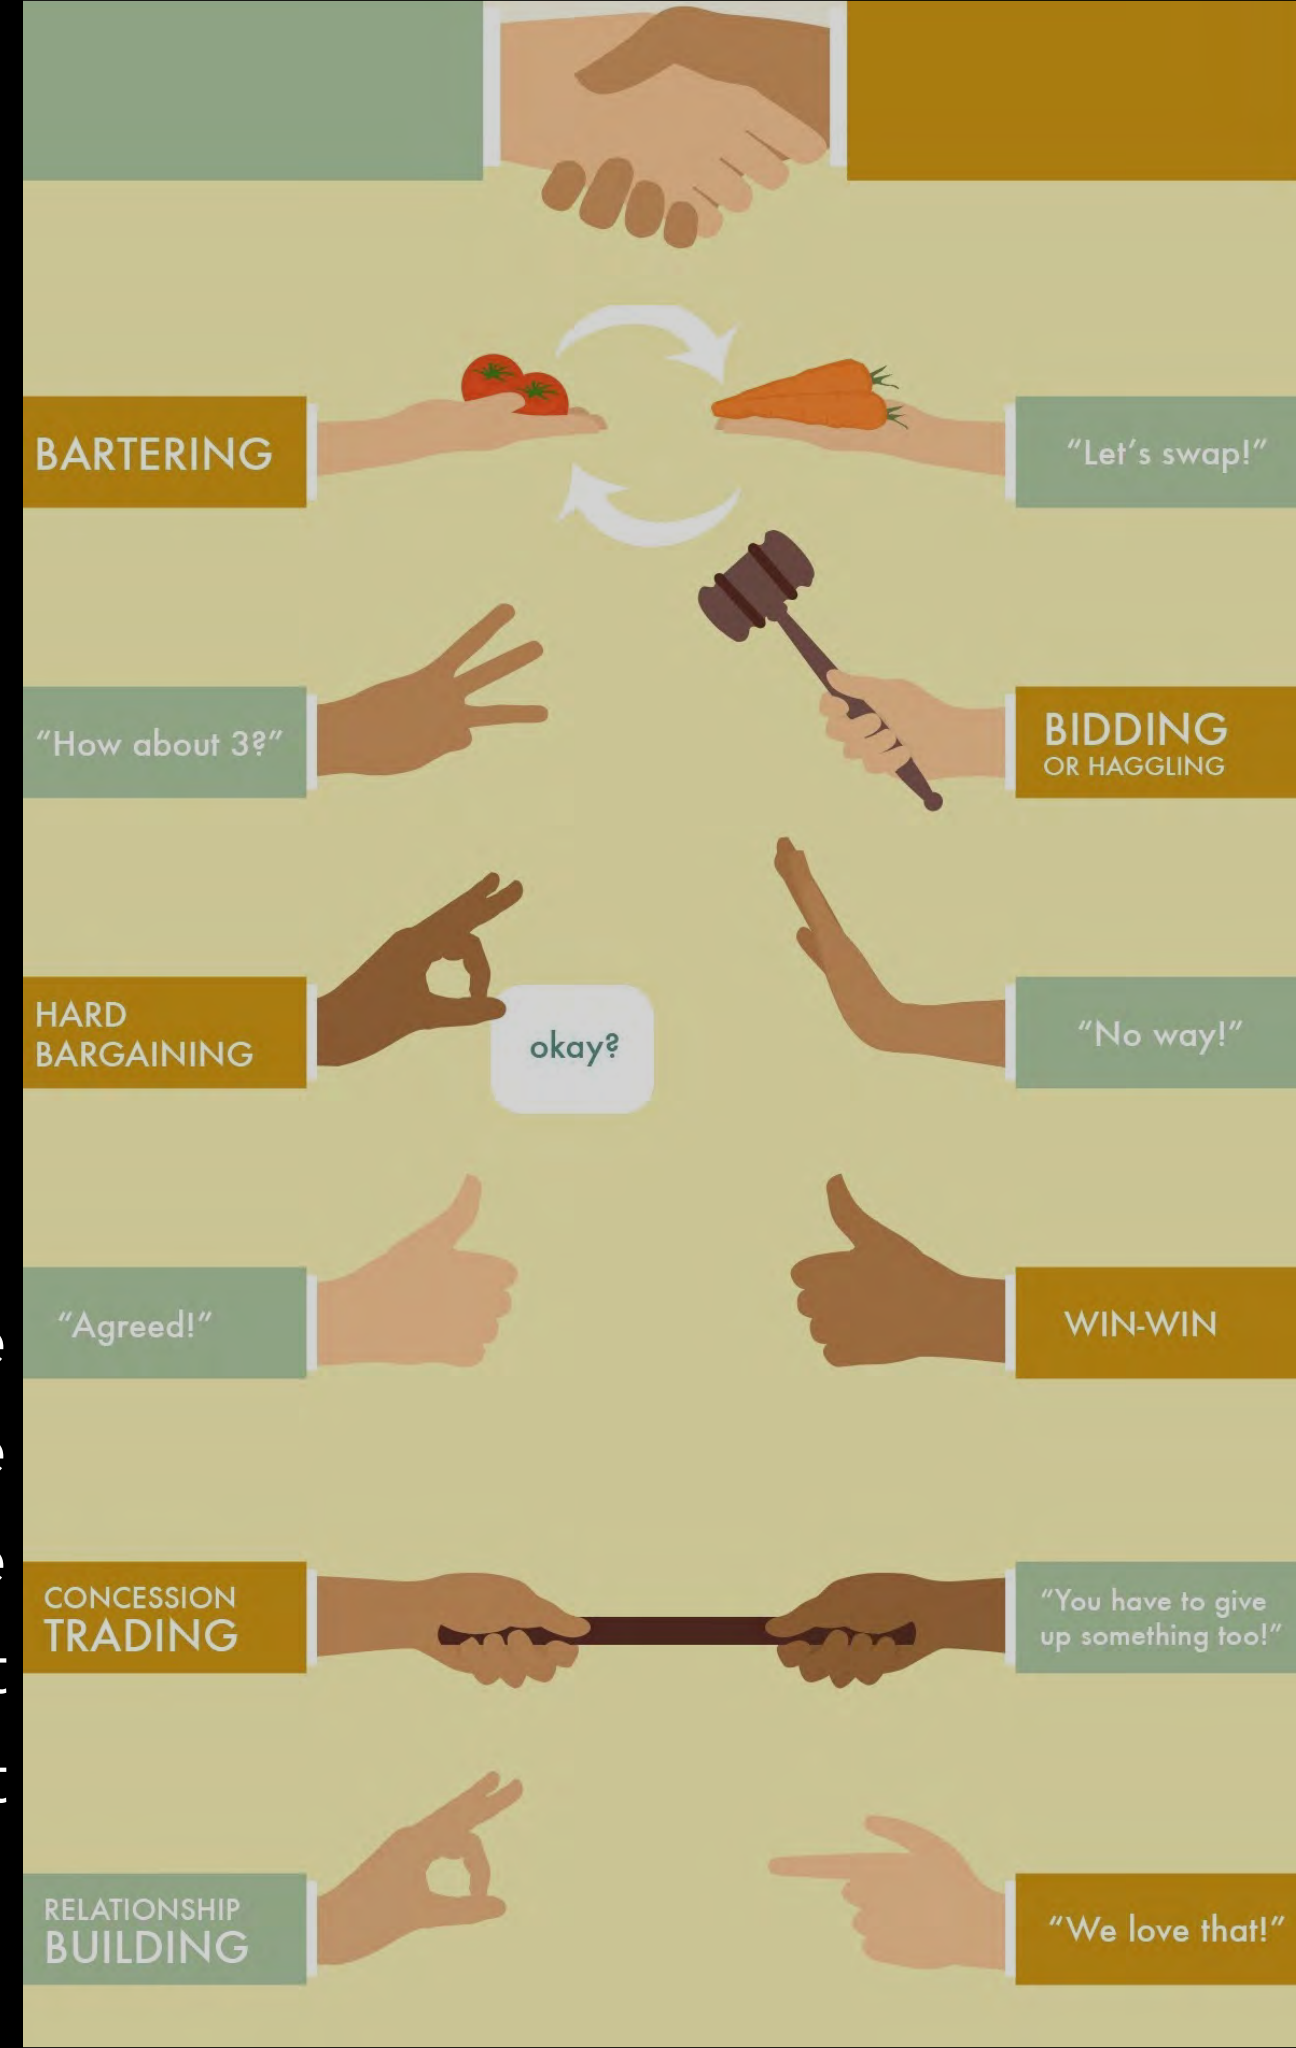 BARTERING
“Let’s swap!”
“How about 3?”
BIDDING
OR HAGGLING
HARD
BARGAINING
okay?
“No way!”
“Agreed!”
WIN-WIN
CONCESSION
TRADING
“You have to give
up something too!”
RELATIONSHIP
BUILDING
“We love that!”